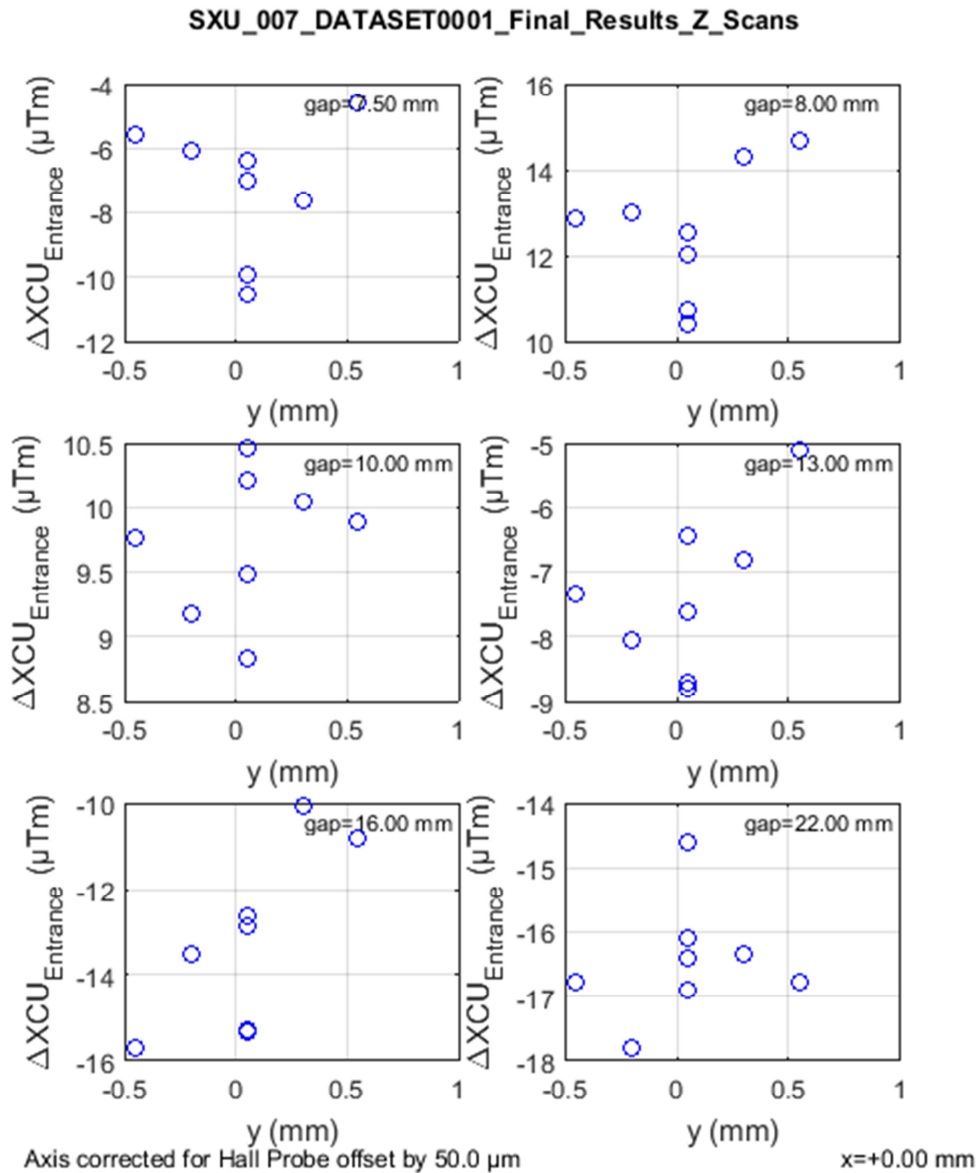 SXU_007_DATASET0001_Final_Results_Z_Scans
ΔXCU_Entrance (µTm)
-4
-6
-8
-10
-12
gap=7.50 mm
-0.5 0 0.5 1
y (mm)
ΔXCU_Entrance (µTm)
16
14
12
10
gap=8.00 mm
-0.5 0 0.5 1
y (mm)
ΔXCU_Entrance (µTm)
10.5
10
9.5
9
8.5
gap=10.00 mm
-0.5 0 0.5 1
y (mm)
ΔXCU_Entrance (µTm)
-5
-6
-7
-8
-9
gap=13.00 mm
-0.5 0 0.5 1
y (mm)
ΔXCU_Entrance (µTm)
-10
-12
-14
-16
gap=16.00 mm
-0.5 0 0.5 1
y (mm)
ΔXCU_Entrance (µTm)
-14
-15
-16
-17
-18
gap=22.00 mm
-0.5 0 0.5 1
y (mm)
Axis corrected for Hall Probe offset by 50.0 µm
x=+0.00 mm